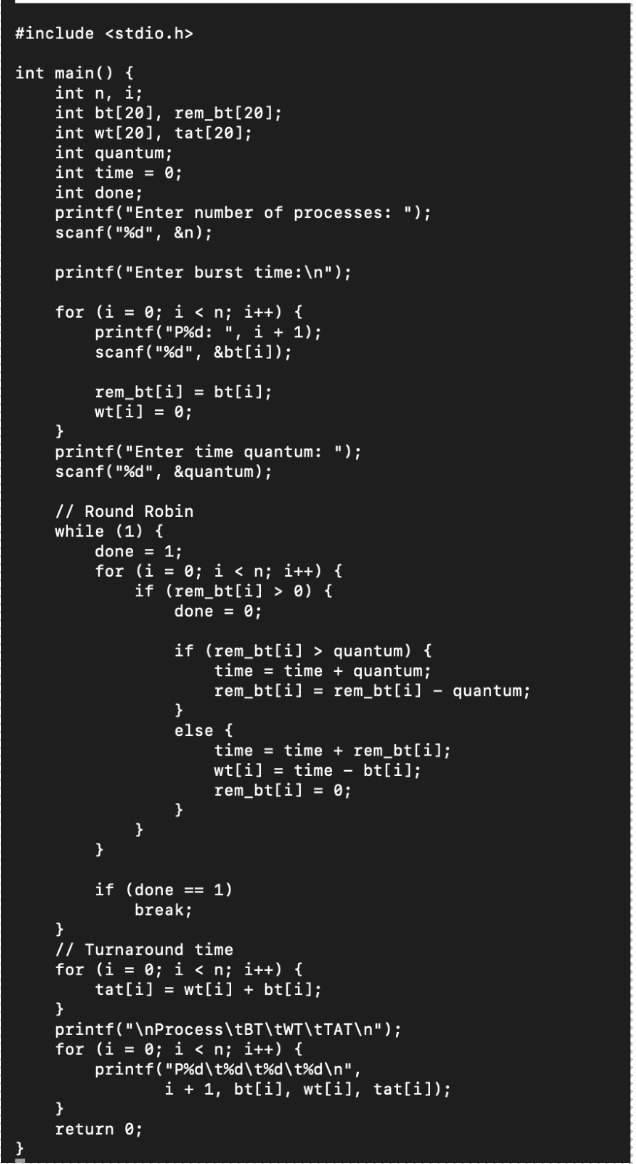 #include <stdio.h>

int main() {
    int n, i;
    int bt[20], rem_bt[20];
    int wt[20], tat[20];
    int quantum;
    int time = 0;
    int done;
    printf("Enter number of processes: ");
    scanf("%d", &n);

    printf("Enter burst time:\n");

    for (i = 0; i < n; i++) {
        printf("P%d: ", i + 1);
        scanf("%d", &bt[i]);

        rem_bt[i] = bt[i];
        wt[i] = 0;
    }
    printf("Enter time quantum: ");
    scanf("%d", &quantum);

    // Round Robin
    while (1) {
        done = 1;
        for (i = 0; i < n; i++) {
            if (rem_bt[i] > 0) {
                done = 0;

                if (rem_bt[i] > quantum) {
                    time = time + quantum;
                    rem_bt[i] = rem_bt[i] - quantum;
                }
                else {
                    time = time + rem_bt[i];
                    wt[i] = time - bt[i];
                    rem_bt[i] = 0;
                }
            }
        }

        if (done == 1)
            break;
    }
    // Turnaround time
    for (i = 0; i < n; i++) {
        tat[i] = wt[i] + bt[i];
    }
    printf("\nProcess\tBT\tWT\tTAT\n");
    for (i = 0; i < n; i++) {
        printf("P%d\t%d\t%d\t%d\n",
               i + 1, bt[i], wt[i], tat[i]);
    }
    return 0;
}